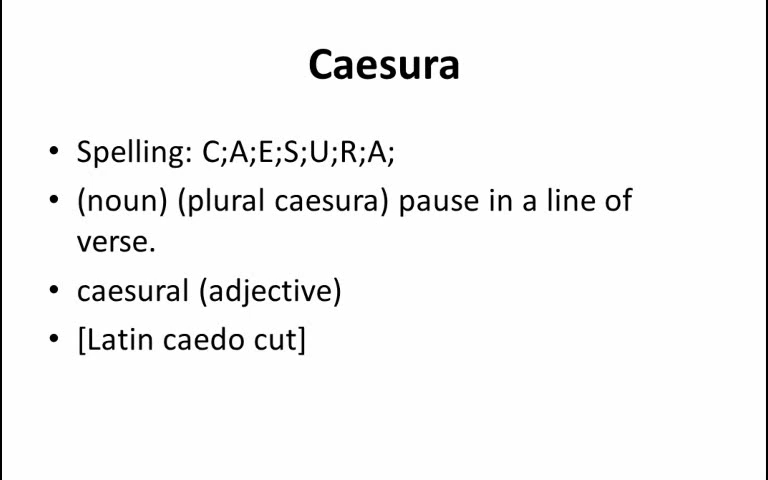 Caesura
• Spelling: C;A;E;S;U;R;A;
• (noun) (plural caesura) pause in a line of
verse.
• caesural (adjective)
• [Latin caedo cut]